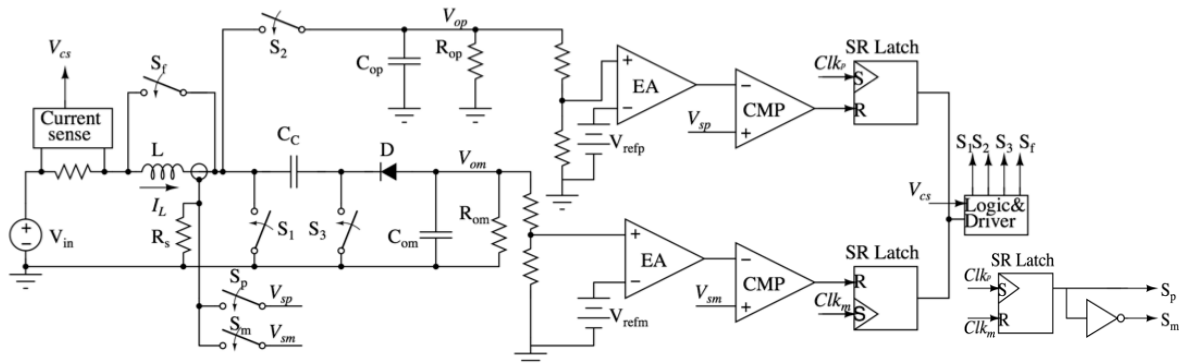 V_cs
Current
sense
S_f
L
I_L
V_in
+
−
R_s
S_2
V_op
C_op
R_op
C_C
D
V_om
S_1
S_3
C_om
R_om
S_p
V_sp
S_m
V_sm
+
−
EA
V_refp
−
+
CMP
V_sp
SR Latch
Clk_p
S
R
+
−
EA
V_refm
−
+
CMP
V_sm
SR Latch
R
Clk_m
S
S_1 S_2 S_3 S_f
V_cs
Logic&
Driver
SR Latch
Clk_p
S
Clk_m
R
S_p
S_m